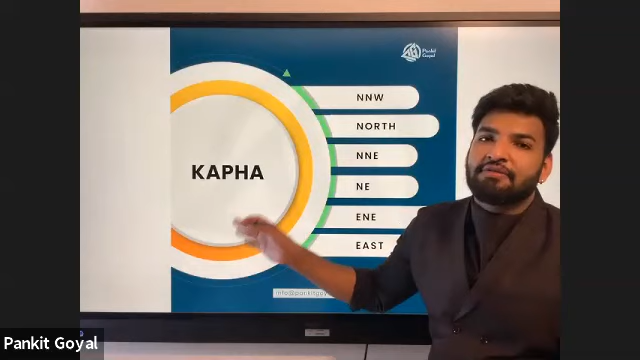 Pankit
Goyal
KAPHA
NNW
NORTH
NNE
NE
ENE
EAST
Pankit Goyal